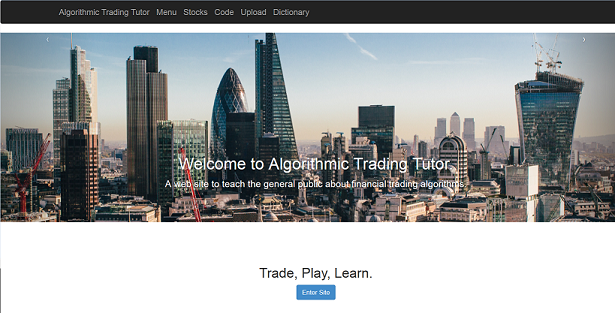 Algorithmic Trading Tutor Menu Stocks Code Upload Dictionary
Welcome to Algorithmic Trading Tutor
A web site to teach the general public about financial trading algorithms
Trade, Play, Learn.
Enter Site